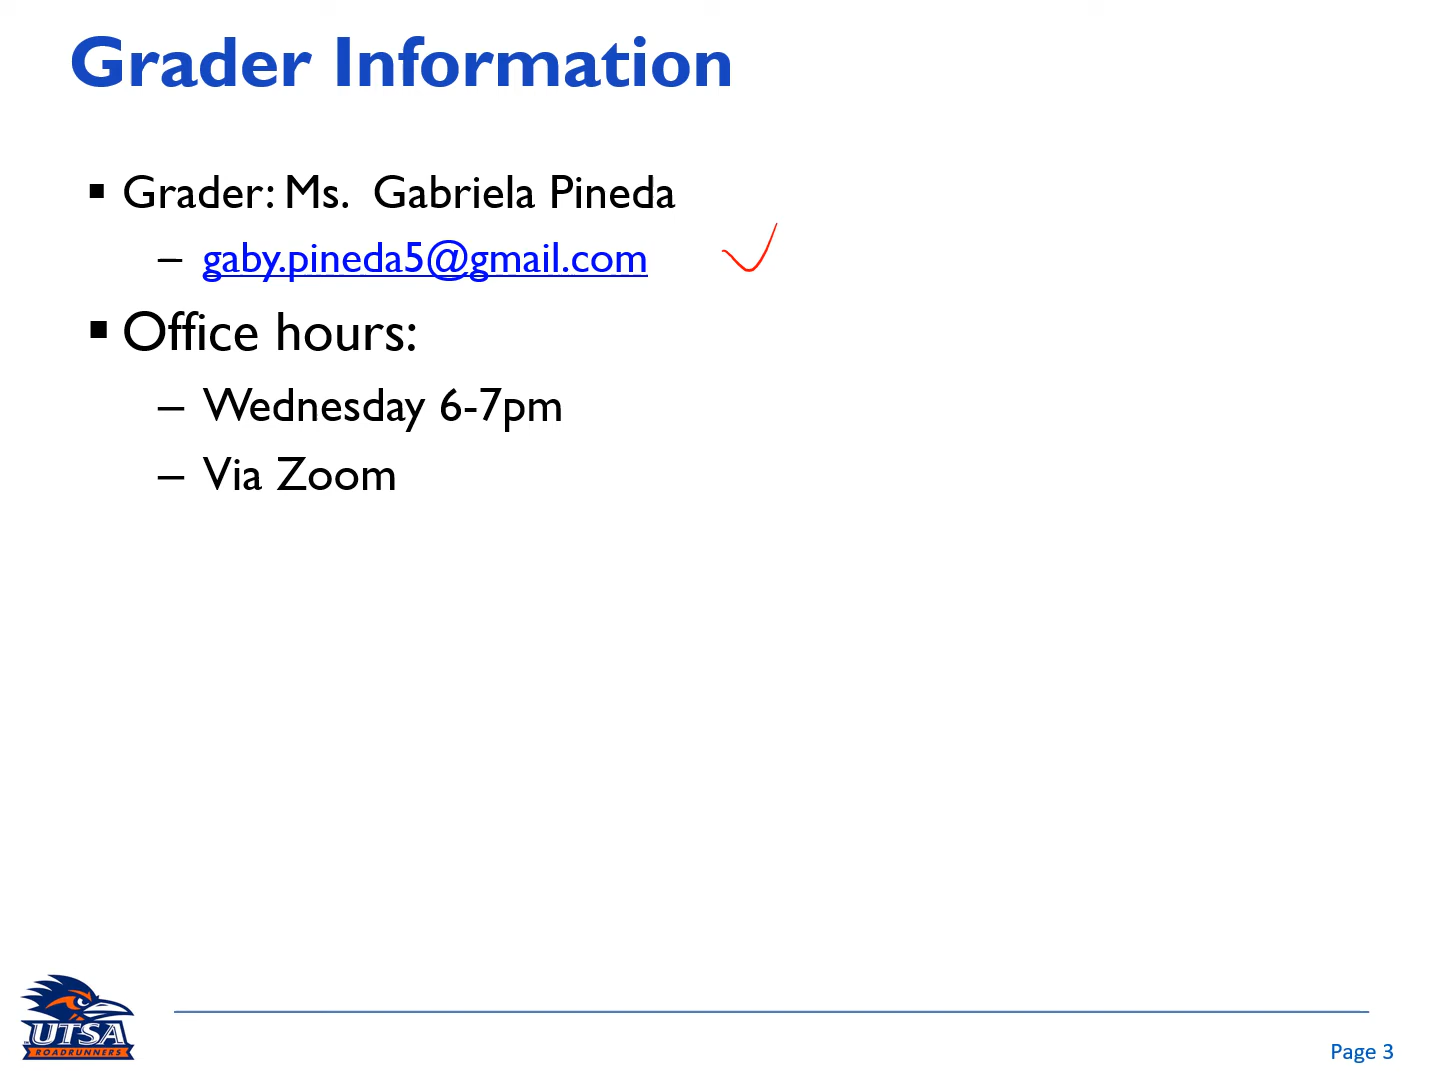 Grader Information
▪ Grader: Ms. Gabriela Pineda
– gaby.pineda5@gmail.com
▪ Office hours:
– Wednesday 6-7pm
– Via Zoom
UTSA
ROADRUNNERS
Page 3